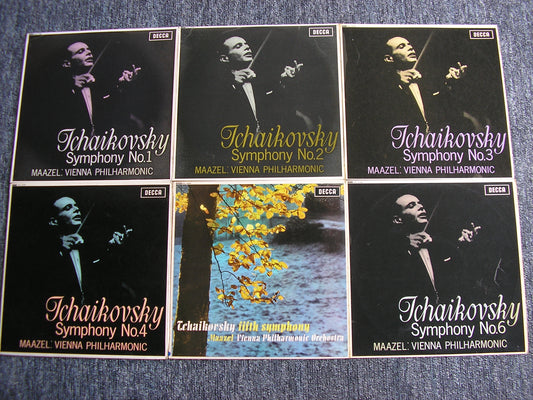 DECCA
Tchaikovsky
Symphony No.1
MAAZEL: VIENNA PHILHARMONIC
DECCA
Tchaikovsky
Symphony No.2
MAAZEL: VIENNA PHILHARMONIC
DECCA
Tchaikovsky
Symphony No.3
MAAZEL: VIENNA PHILHARMONIC
DECCA
Tchaikovsky
Symphony No.4
MAAZEL: VIENNA PHILHARMONIC
DECCA
Tchaikovsky fifth symphony
Maazel Vienna Philharmonic Orchestra
DECCA
Tchaikovsky
Symphony No.6
MAAZEL: VIENNA PHILHARMONIC